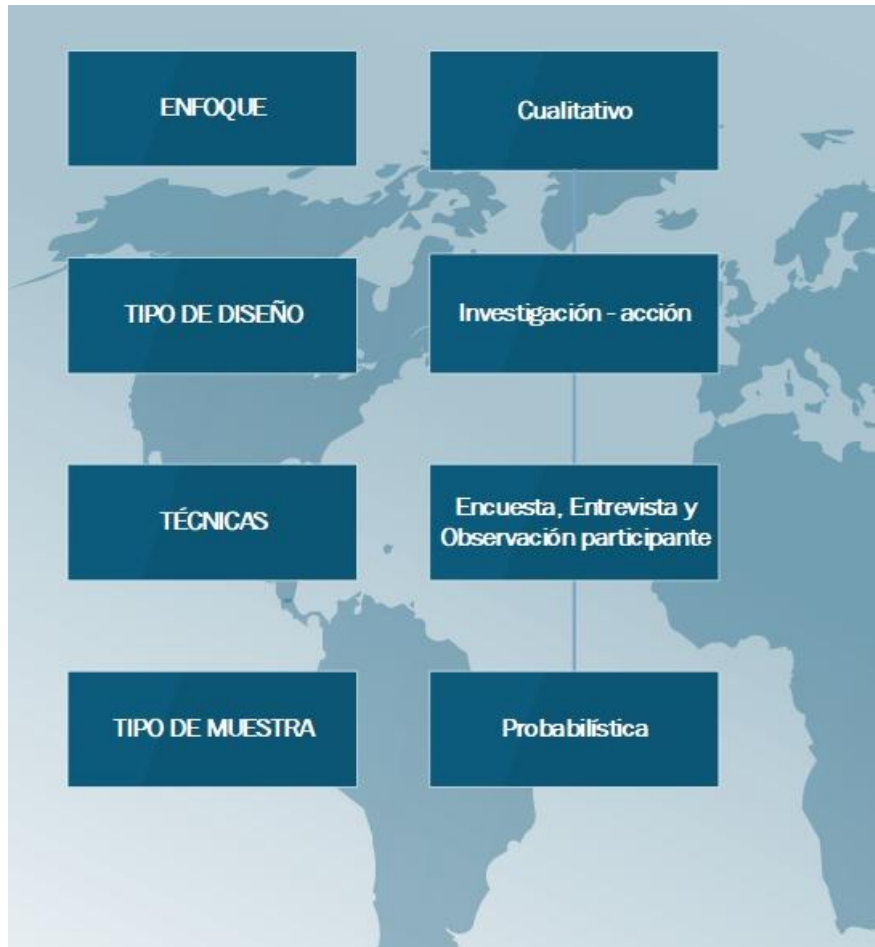 ENFOQUE
Cualitativo
TIPO DE DISEÑO
Investigación - acción
TÉCNICAS
Encuesta, Entrevista y
Observación participante
TIPO DE MUESTRA
Probabilística